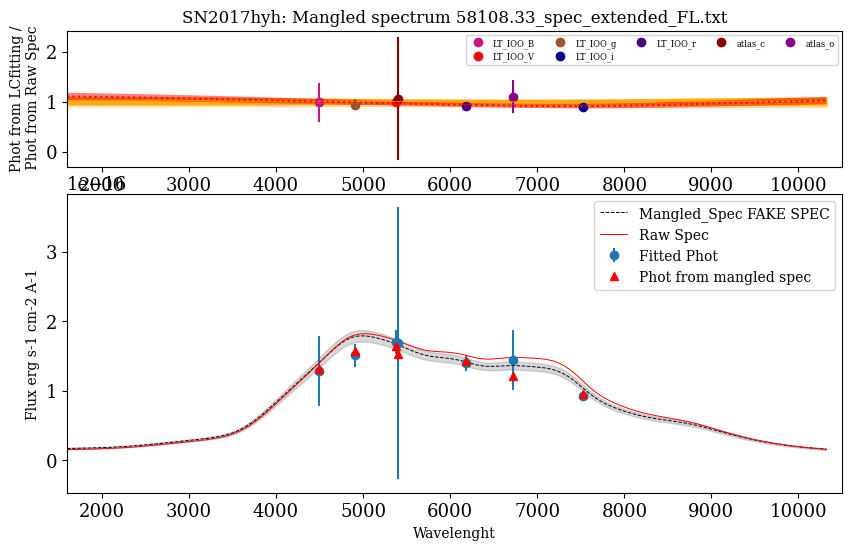 SN2017hyh: Mangled spectrum 58108.33_spec_extended_FL.txt
Phot from LCfitting /
Phot from Raw Spec
2
1
0
LT_IOO_B
LT_IOO_V
LT_IOO_g
LT_IOO_i
LT_IOO_r
atlas_c
atlas_o
3000 4000 5000 6000 7000 8000 9000 10000
Mangled_Spec FAKE SPEC
Raw Spec
Fitted Phot
Phot from mangled spec
Flux erg s-1 cm-2 A-1
3
2
1
0
2000 3000 4000 5000 6000 7000 8000 9000 10000
Wavelenght